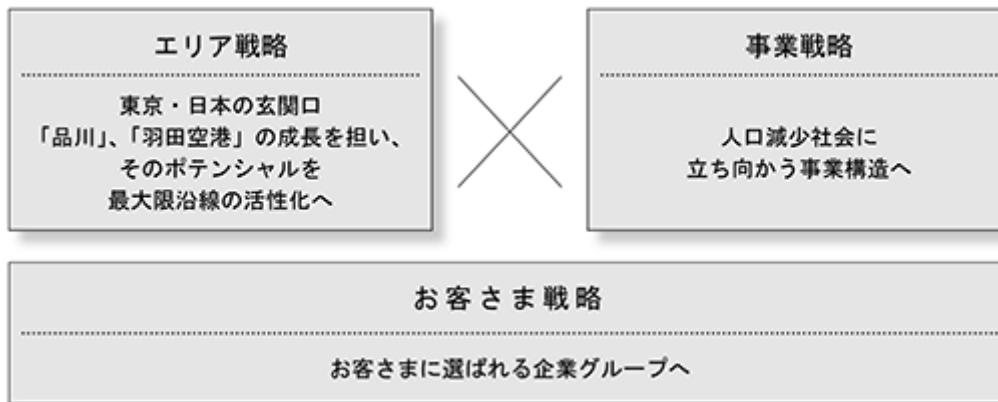 エリア戦略
東京・日本の玄関口
「品川」、「羽田空港」の成長を担い、
そのポテンシャルを
最大限沿線の活性化へ
事業戦略
人口減少社会に
立ち向かう事業構造へ
お客さま戦略
お客さまに選ばれる企業グループへ